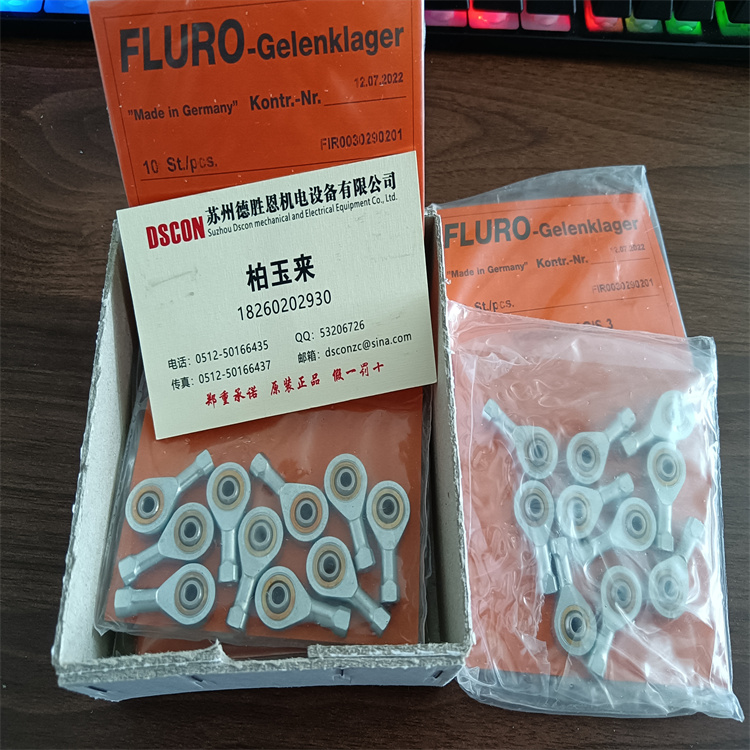 FLURO-Gelenklager
12.07.2022
"Made in Germany" Kontr.-Nr.
FIR0030290201
10 St./pcs.
DSCON 苏州德胜恩机电设备有限公司
Suzhou Dscon mechanical and Electrical Equipment Co., Ltd.
柏玉来
18260202930
电话：0512-50166435 QQ：53206726
传真：0512-50166437 邮箱：dsconzc@sina.com
郑重承诺 原装正品 假一罚十
FLURO-Gelenklager
12.07.2022
"Made in Germany" Kontr.-Nr.
FIR0030290201
St./pcs.